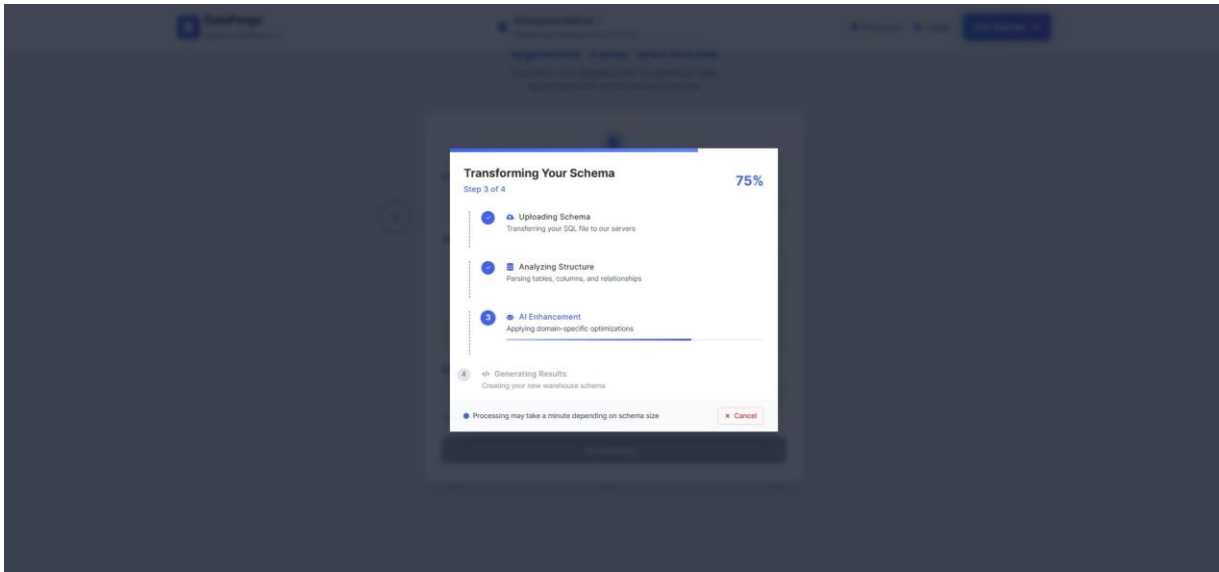 DataForge
Transforming Your Schema
75%
Step 3 of 4
Uploading Schema
Transferring your SQL file to our servers
Analyzing Structure
Parsing tables, columns, and relationships
3
AI Enhancement
Applying domain-specific optimizations
4
</> Generating Results
Creating your new warehouse schema
Processing may take a minute depending on schema size
× Cancel